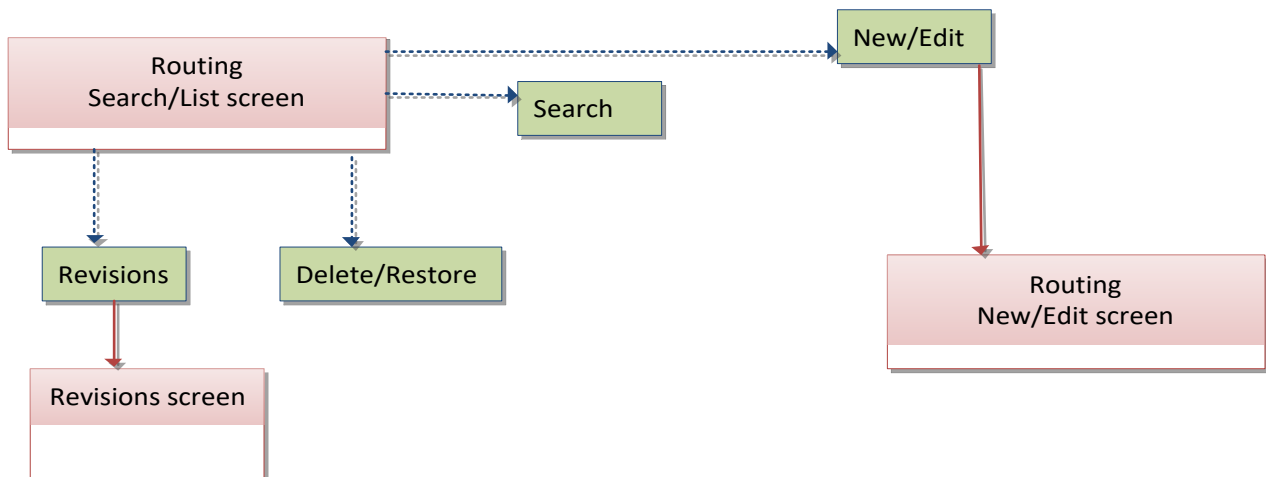 New/Edit
Routing
Search/List screen
Search
Revisions
Delete/Restore
Routing
New/Edit screen
Revisions screen